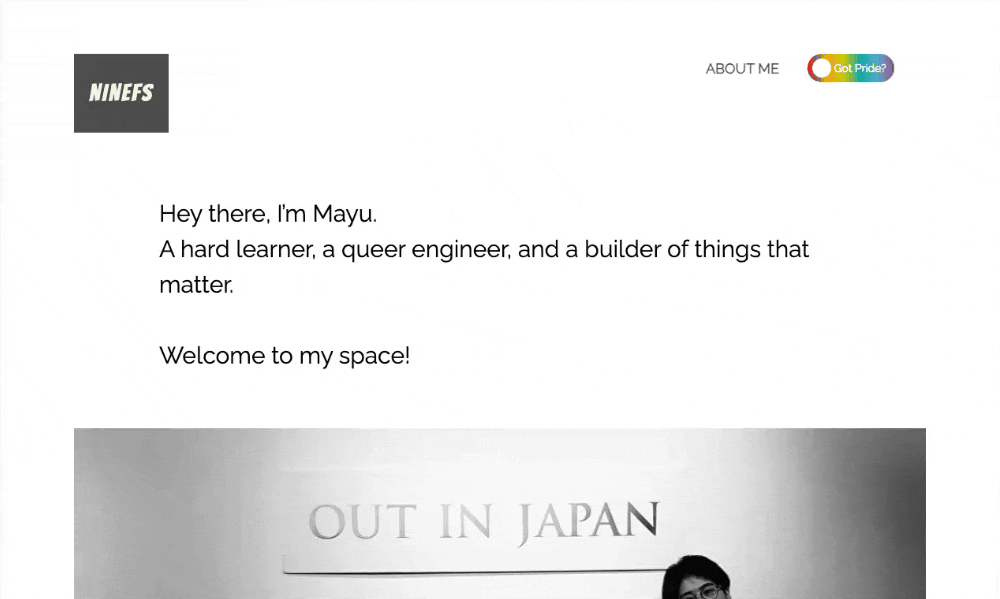 NINEFS
ABOUT ME
Got Pride?
Hey there, I'm Mayu.
A hard learner, a queer engineer, and a builder of things that
matter.
Welcome to my space!
OUT IN JAPAN